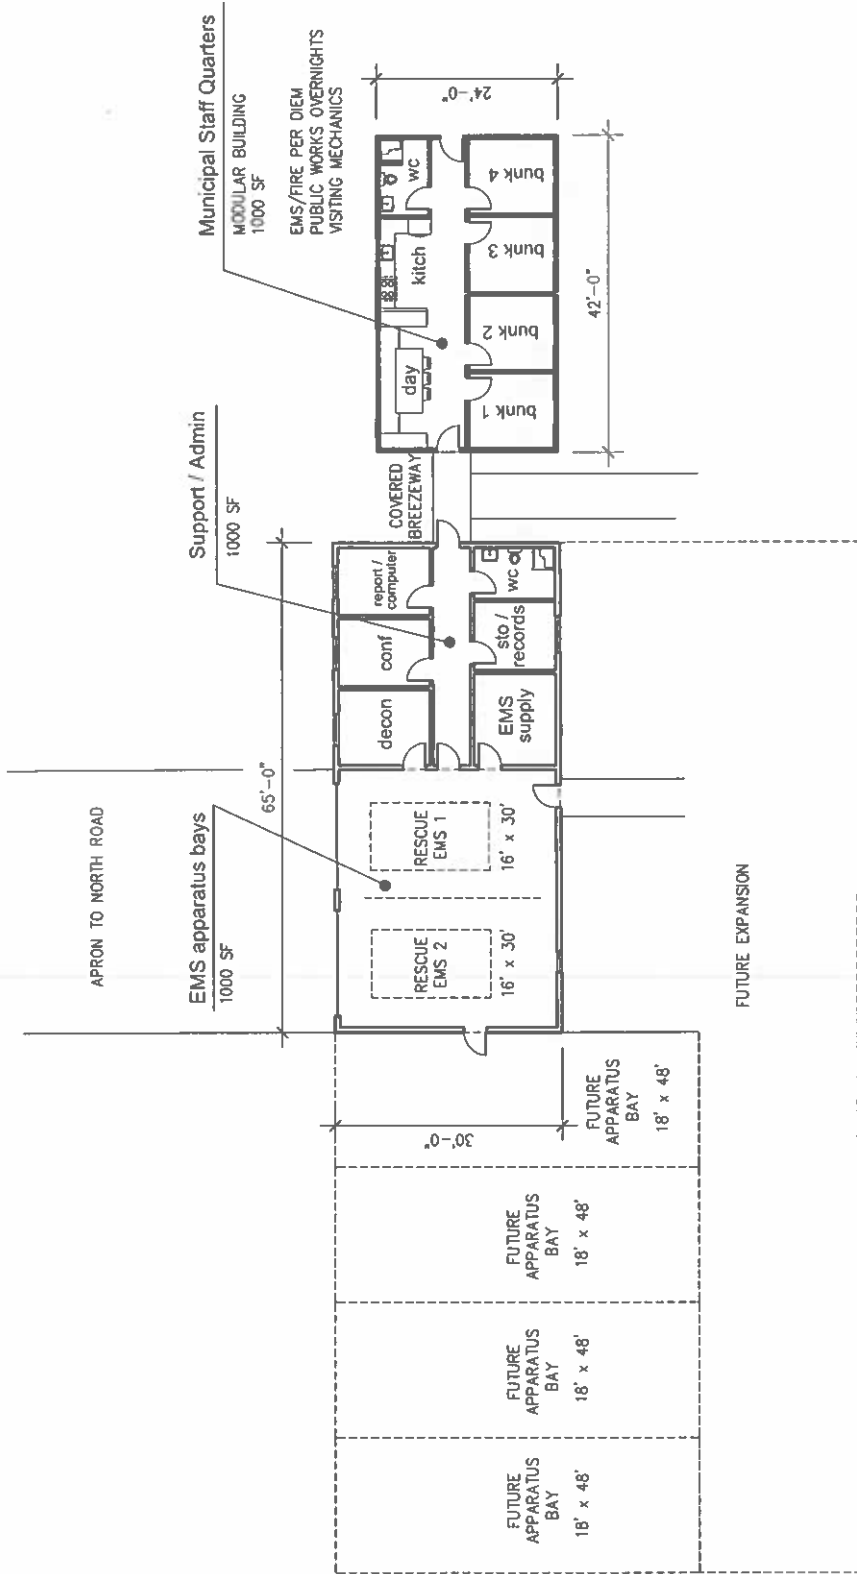 Municipal Staff Quarters
MODULAR BUILDING
1000 SF
EMS/FIRE PER DIEM
PUBLIC WORKS OVERNIGHTS
VISITING MECHANICS
24'-0"
wc
kitch
day
bunk 1
bunk 2
bunk 3
bunk 4
42'-0"
Support / Admin
1000 SF
COVERED
BREEZEWAY
report /
computer
conf
decon
wc
sto /
records
EMS
supply
65'-0"
APRON TO NORTH ROAD
EMS apparatus bays
1000 SF
RESCUE
EMS 1
16' x 30'
RESCUE
EMS 2
16' x 30'
30'-0"
FUTURE EXPANSION
FUTURE
APPARATUS
BAY
18' x 48'
FUTURE
APPARATUS
BAY
18' x 48'
FUTURE
APPARATUS
BAY
18' x 48'
FUTURE
APPARATUS
BAY
18' x 48'